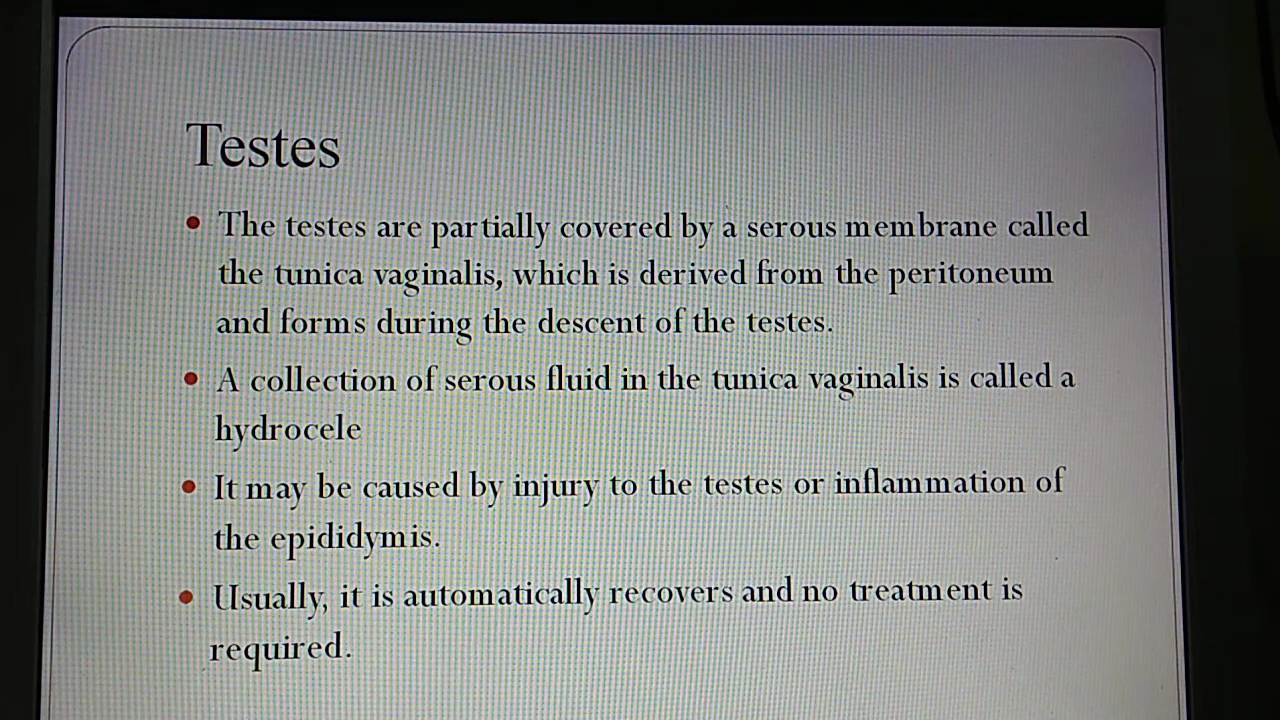 Testes
• The testes are partially covered by a serous membrane called
the tunica vaginalis, which is derived from the peritoneum
and forms during the descent of the testes.
• A collection of serous fluid in the tunica vaginalis is called a
hydrocele
• It may be caused by injury to the testes or inflammation of
the epididymis.
• Usually, it is automatically recovers and no treatment is
required.